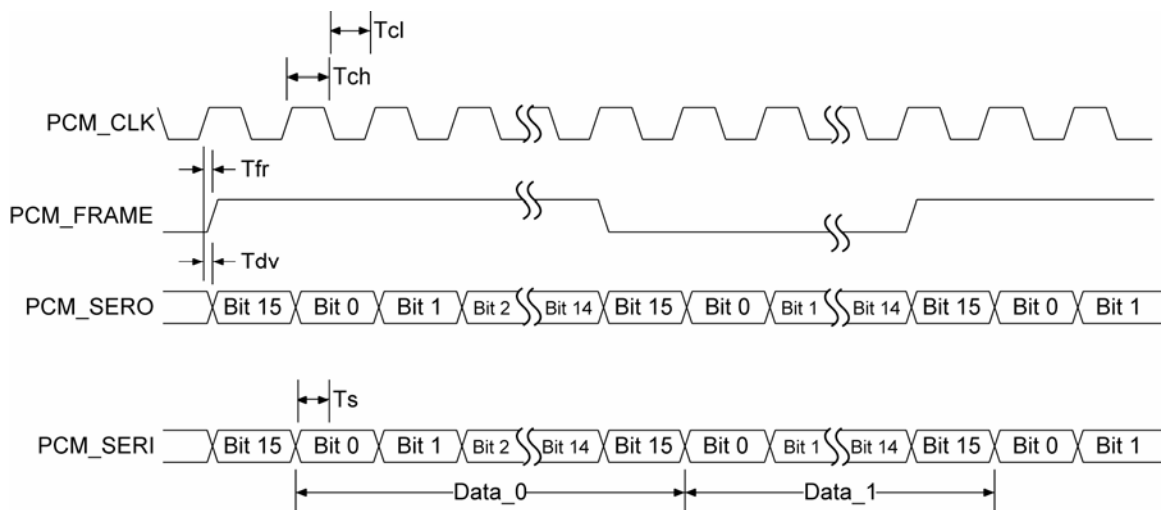 Tcl
Tch
PCM_CLK
Tfr
PCM_FRAME
Tdv
PCM_SERO Bit 15 Bit 0 Bit 1 Bit 2 Bit 14 Bit 15 Bit 0 Bit 1 Bit 14 Bit 15 Bit 0 Bit 1
Ts
PCM_SERI Bit 15 Bit 0 Bit 1 Bit 2 Bit 14 Bit 15 Bit 0 Bit 1 Bit 14 Bit 15 Bit 0 Bit 1
Data_0 Data_1